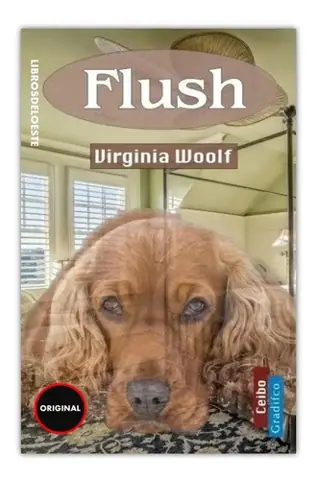 LIBROSDELOESTE
Flush
Virginia Woolf
ORIGINAL
Ceibo
Gradifco